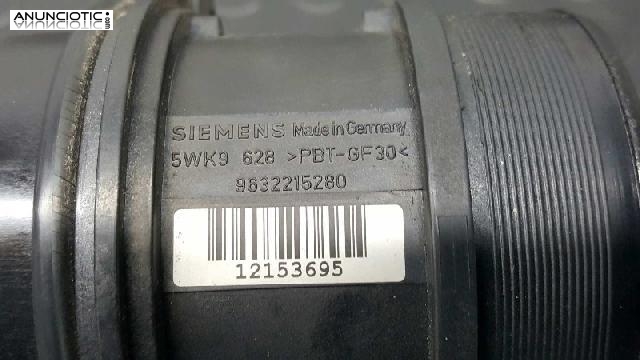 ANUNCIOTIC
.com
SIEMENS Made in Germany
5WK9 628 >PBT-GF30<
9632215280
12153695